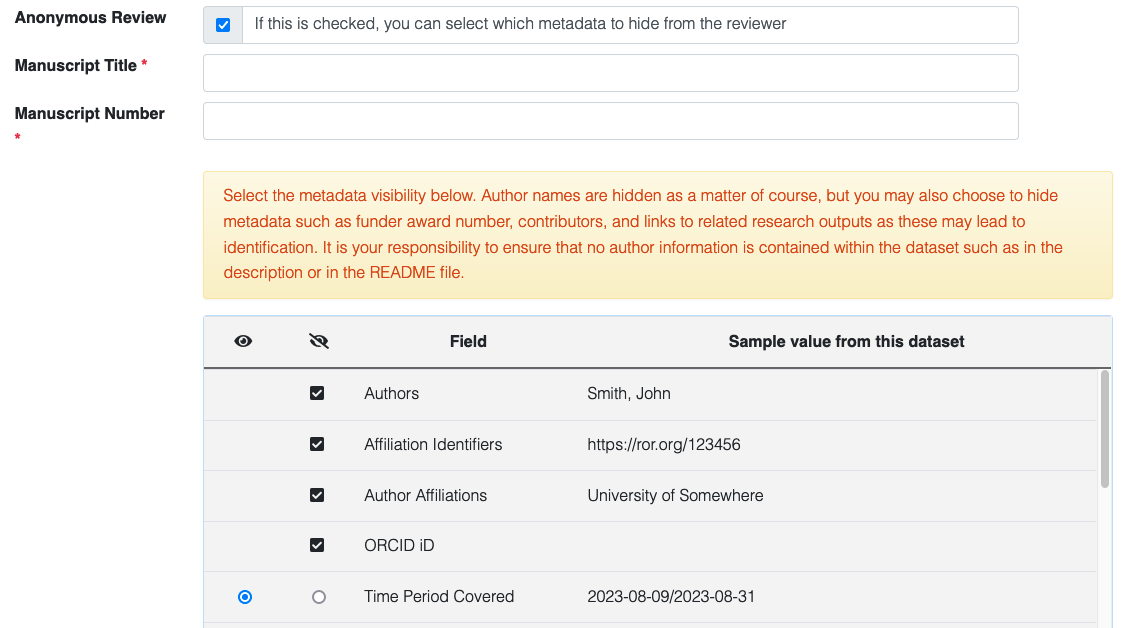 Anonymous Review
If this is checked, you can select which metadata to hide from the reviewer
Manuscript Title *
Manuscript Number
*
Select the metadata visibility below. Author names are hidden as a matter of course, but you may also choose to hide
metadata such as funder award number, contributors, and links to related research outputs as these may lead to
identification. It is your responsibility to ensure that no author information is contained within the dataset such as in the
description or in the README file.
Field Sample value from this dataset
Authors Smith, John
Affiliation Identifiers https://ror.org/123456
Author Affiliations University of Somewhere
ORCID iD
Time Period Covered 2023-08-09/2023-08-31